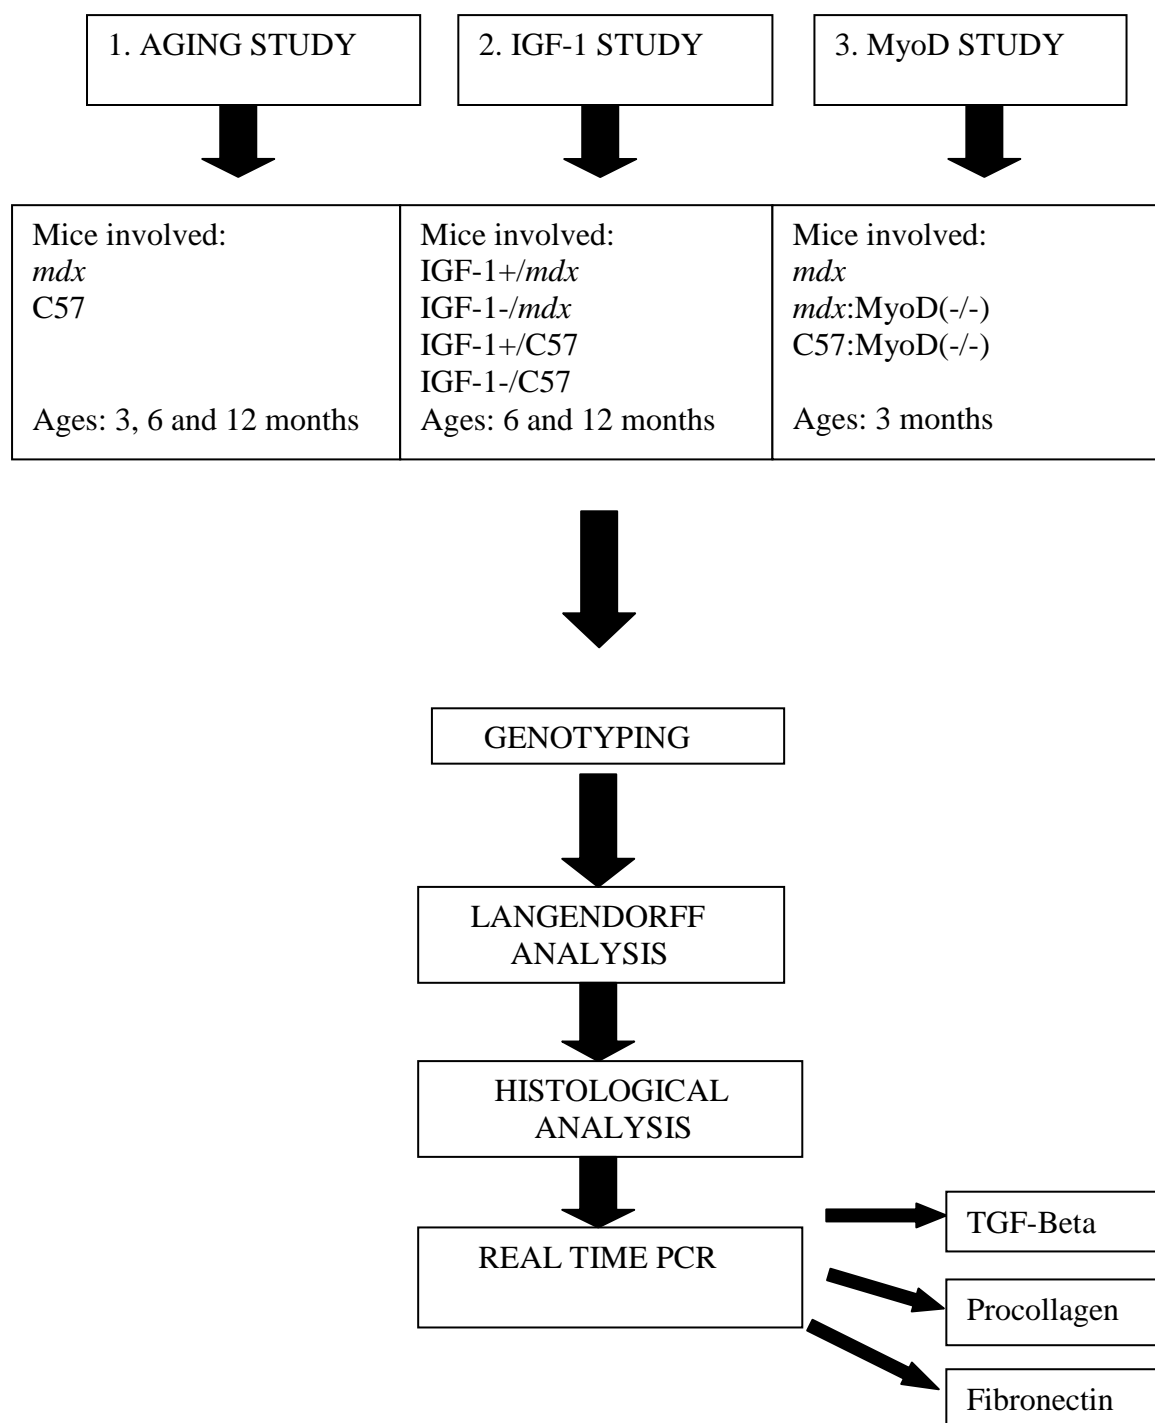 1. AGING STUDY
2. IGF-1 STUDY
3. MyoD STUDY
Mice involved:
mdx
C57
Ages: 3, 6 and 12 months
Mice involved:
IGF-1+/mdx
IGF-1-/mdx
IGF-1+/C57
IGF-1-/C57
Ages: 6 and 12 months
Mice involved:
mdx
mdx:MyoD(-/-)
C57:MyoD(-/-)
Ages: 3 months
GENOTYPING
LANGENDORFF
ANALYSIS
HISTOLOGICAL
ANALYSIS
REAL TIME PCR
TGF-Beta
Procollagen
Fibronectin